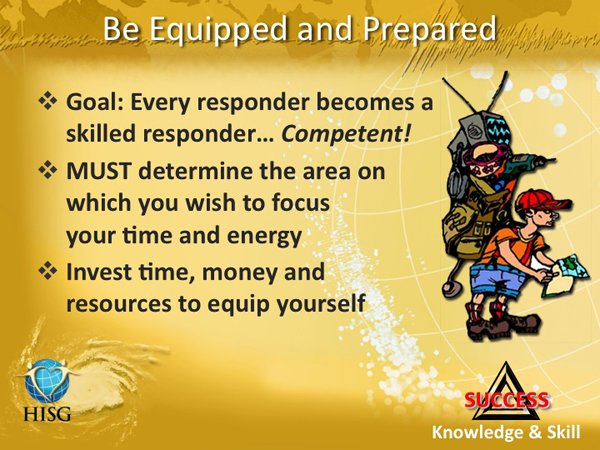 Be Equipped and Prepared
❖ Goal: Every responder becomes a
skilled responder… Competent!
❖ MUST determine the area on
which you wish to focus
your time and energy
❖ Invest time, money and
resources to equip yourself
HISG
SUCCESS
Knowledge & Skill